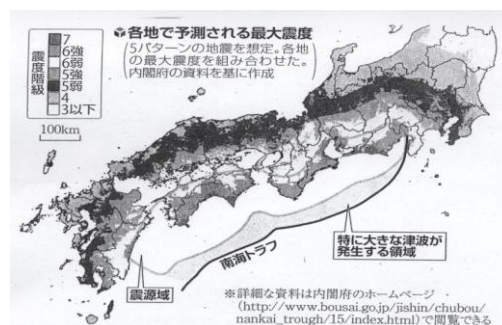 各地で予測される最大震度
5パターンの地震を想定。各地
の最大震度を組み合わせた。
内閣府の資料を基に作成
震度階級
7
6強
6弱
5強
5弱
4
3以下
100km
南海トラフ
特に大きな津波が
発生する領域
震源域
※詳細な資料は内閣府のホームページ
(http://www.bousai.go.jp/jishin/chubou/
nankai_trough/15/index.html)で閲覧できる